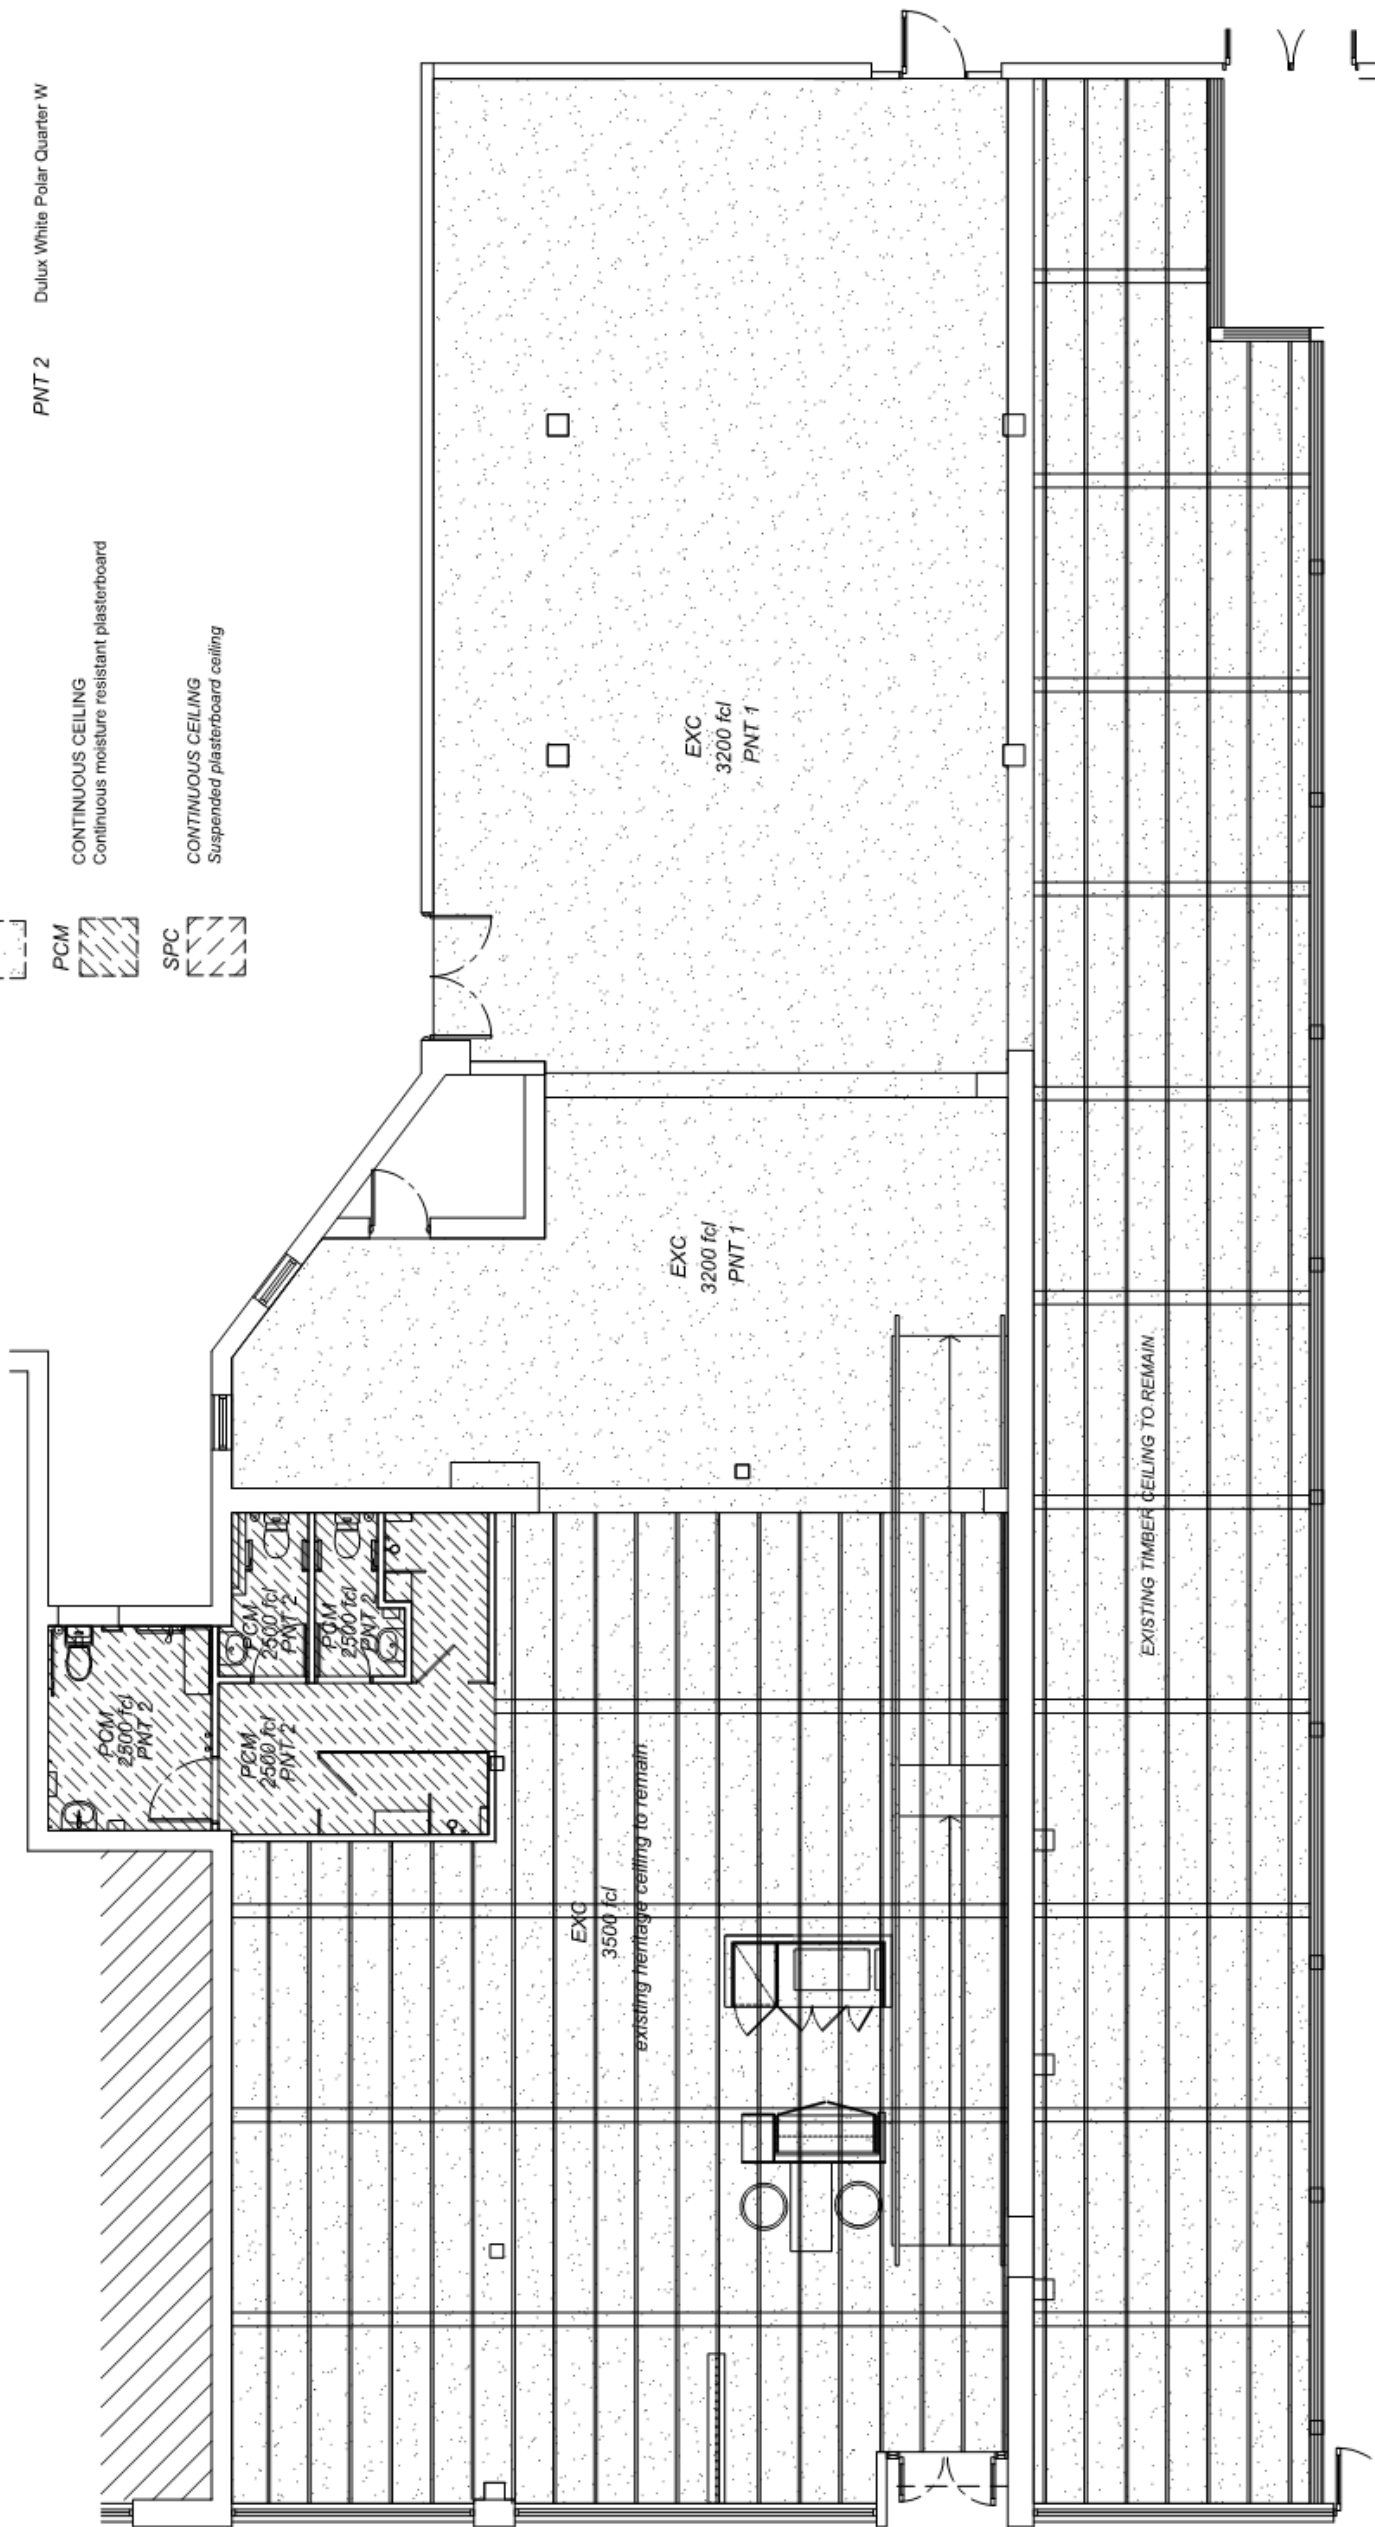 PNT 2
Dulux White Polar Quarter W
PCM
CONTINUOUS CEILING
Continuous moisture resistant plasterboard
SPC
CONTINUOUS CEILING
Suspended plasterboard ceiling
EXC
3200 fcl
PNT 1
EXC
3200 fcl
PNT 1
PCM
2500 fcl
PNT 2
PCM
2500 fcl
PNT 2
PCM
2500 fcl
PNT 2
PCM
2500 fcl
PNT 2
EXC
3500 fcl
existing heritage ceiling to remain
EXISTING TIMBER CEILING TO REMAIN